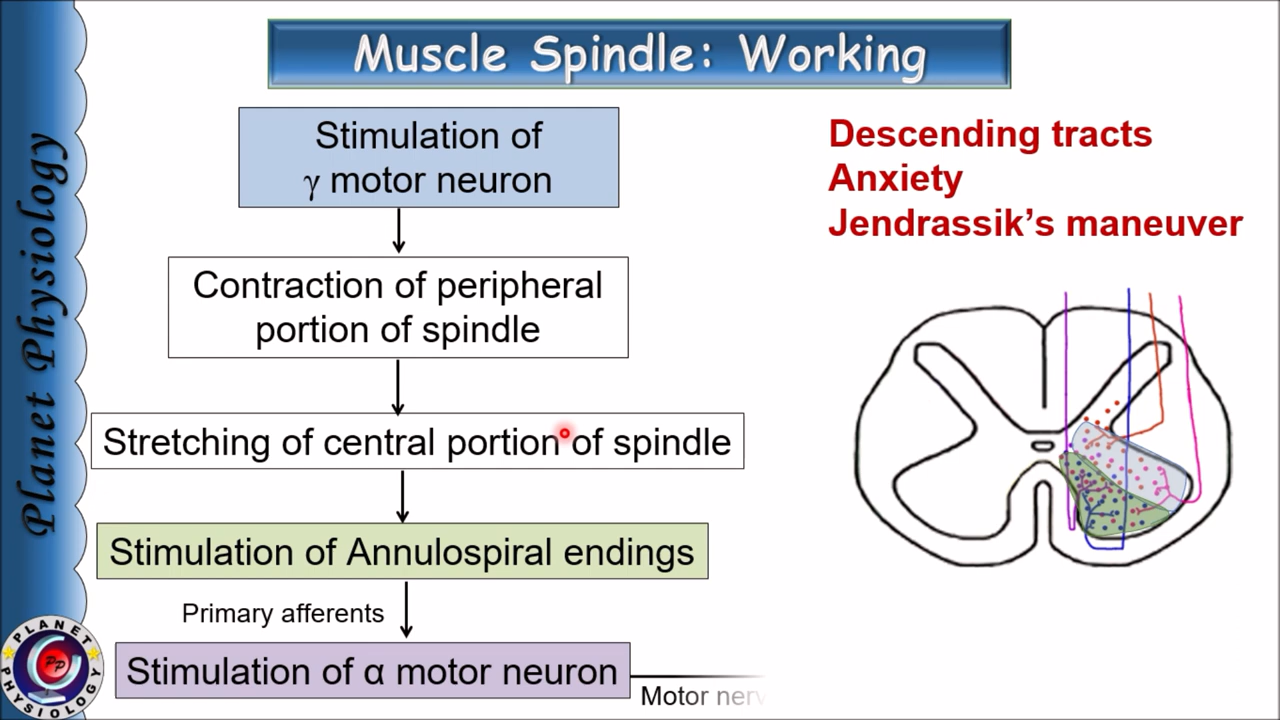 Muscle Spindle: Working
Planet Physiology
Stimulation of
γ motor neuron
Contraction of peripheral
portion of spindle
Stretching of central portion of spindle
Stimulation of Annulospiral endings
Primary afferents
Stimulation of α motor neuron
Motor nerv
Descending tracts
Anxiety
Jendrassik’s maneuver
PLANET
PP
PHYSIOLOGY